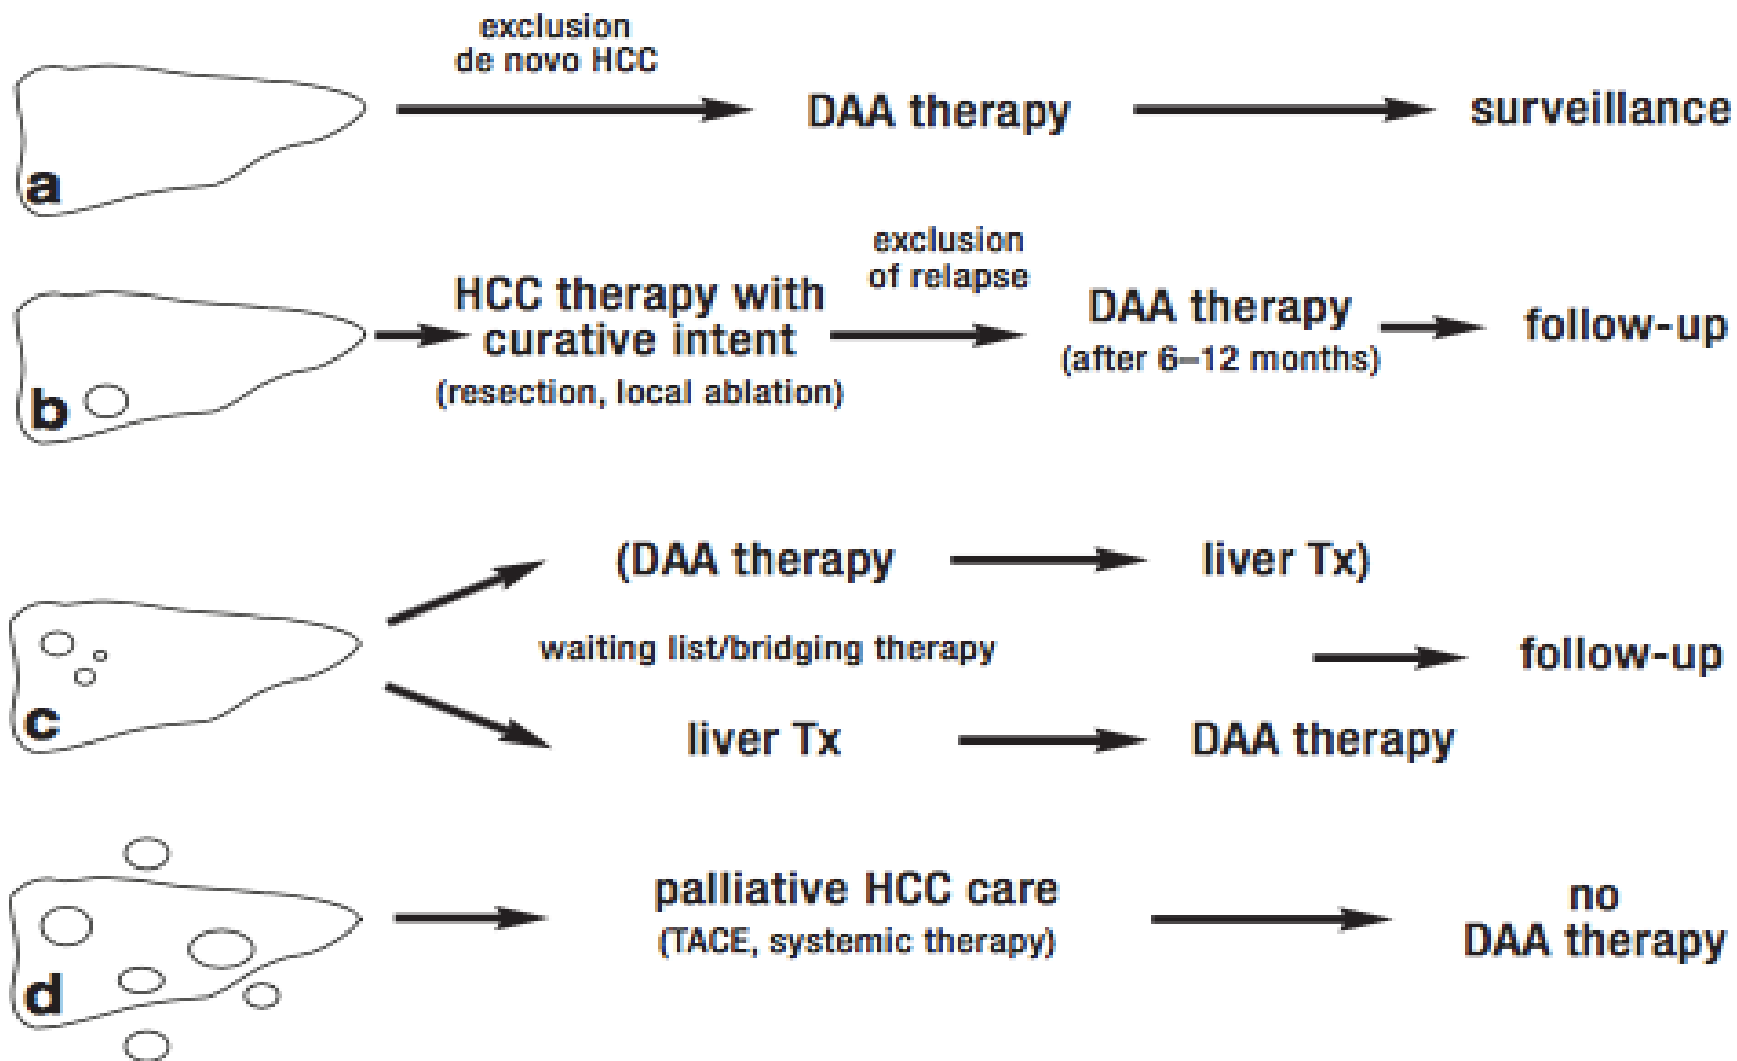 exclusion
de novo HCC
DAA therapy
surveillance
a
exclusion
of relapse
HCC therapy with
curative intent
(resection, local ablation)
DAA therapy
(after 6–12 months)
follow-up
b
(DAA therapy
liver Tx)
waiting list/bridging therapy
follow-up
c
liver Tx
DAA therapy
palliative HCC care
(TACE, systemic therapy)
no
DAA therapy
d